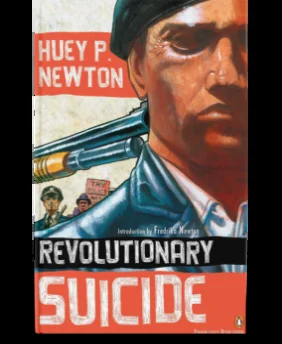 HUEY P.
NEWTON
Introduction by Fredrika Newton
REVOLUTIONARY
SUICIDE